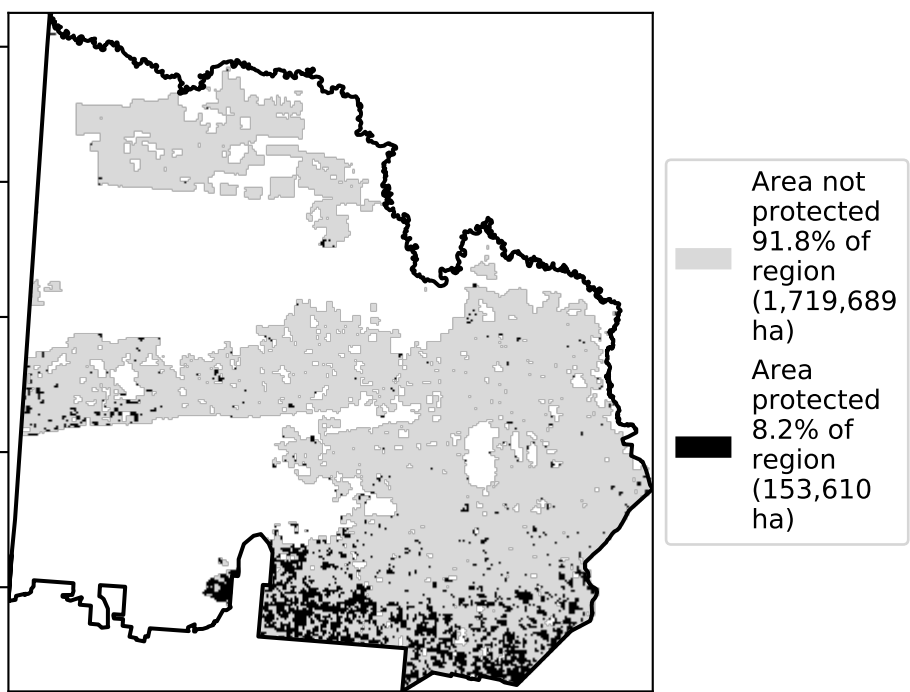 Area not
protected
91.8% of
region
(1,719,689
ha)
Area
protected
8.2% of
region
(153,610
ha)